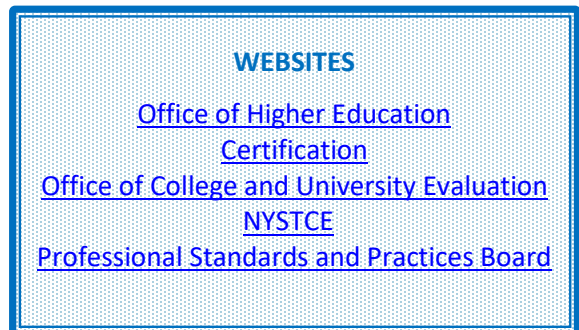 WEBSITES
Office of Higher Education
Certification
Office of College and University Evaluation
NYSTCE
Professional Standards and Practices Board